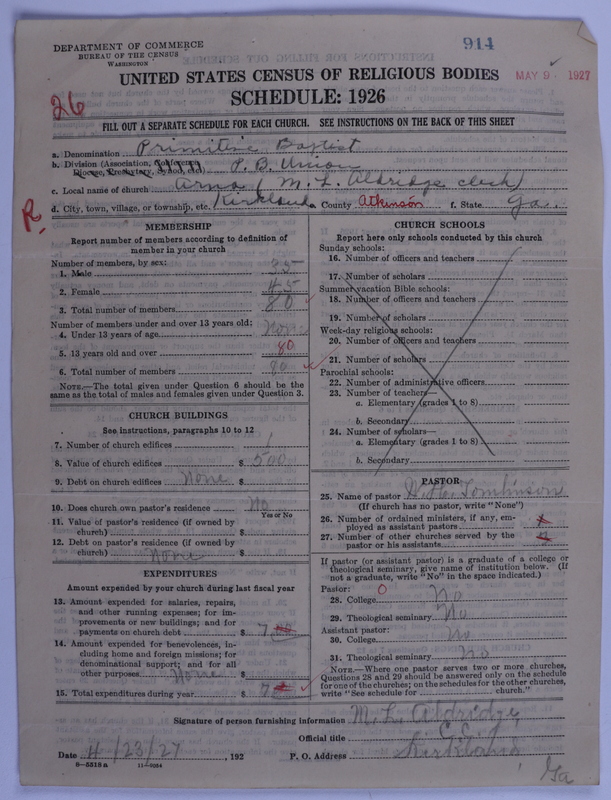 914
DEPARTMENT OF COMMERCE
BUREAU OF THE CENSUS
WASHINGTON
MAY 9 1927
UNITED STATES CENSUS OF RELIGIOUS BODIES
SCHEDULE: 1926
26
FILL OUT A SEPARATE SCHEDULE FOR EACH CHURCH. SEE INSTRUCTIONS ON THE BACK OF THIS SHEET
a. Denomination Primitive Baptist
b. Division (Association, Conference, Diocese, Presbytery, Synod, etc.) P. B. Union
c. Local name of church Arna (M. L. Aldridge clerk)
d. City, town, village, or township, etc. Kirkland County Atkinson f. State Ga.
R.
MEMBERSHIP
Report number of members according to definition of
member in your church
Number of members, by sex:
1. Male 35
2. Female 45
3. Total number of members 80
Number of members under and over 13 years old:
4. Under 13 years of age None
5. 13 years old and over 80
6. Total number of members 80
NOTE.—The total given under Question 6 should be the
same as the total of males and females given under Question 3.
CHURCH BUILDINGS
See instructions, paragraphs 10 to 12
7. Number of church edifices 1
8. Value of church edifices $ 500
9. Debt on church edifices None $
10. Does church own pastor's residence No
Yes or No
11. Value of pastor's residence (if owned by
church) $
12. Debt on pastor's residence (if owned by
church) None $
EXPENDITURES
Amount expended by your church during last fiscal year
13. Amount expended for salaries, repairs,
and other running expenses; for im-
provements or new buildings; and for
payments on church debt $ 7
14. Amount expended for benevolences, in-
cluding home and foreign missions; for
denominational support; and for all
other purposes None $
15. Total expenditures during year $ 7
CHURCH SCHOOLS
Report here only schools conducted by this church
Sunday schools:
16. Number of officers and teachers
17. Number of scholars
Summer vacation Bible schools:
18. Number of officers and teachers
19. Number of scholars
Week-day religious schools:
20. Number of officers and teachers
21. Number of scholars
Parochial schools:
22. Number of administrative officers
23. Number of teachers—
a. Elementary (grades 1 to 8)
b. Secondary
24. Number of scholars—
a. Elementary (grades 1 to 8)
b. Secondary
PASTOR
25. Name of pastor Tomlinson
(If church has no pastor, write "None")
26. Number of ordained ministers, if any, em-
ployed as assistant pastors
27. Number of other churches served by the
pastor or his assistants
If pastor (or assistant pastor) is a graduate of a college or
theological seminary, give name of institution below. (If
not a graduate, write "No" in the space indicated.)
Pastor: O
28. College No
29. Theological seminary No
Assistant pastor:
30. College No
31. Theological seminary No
NOTE.—Where one pastor serves two or more churches,
Questions 28 and 29 should be answered only on the schedule
for one of the churches; on the schedules for the other churches,
write "See schedule for church."
Signature of person furnishing information M. L. Aldridge
Official title C. C.
Date 4/23/27, 192 P. O. Address Kirkland,
Ga
8—5518 a 11—9084